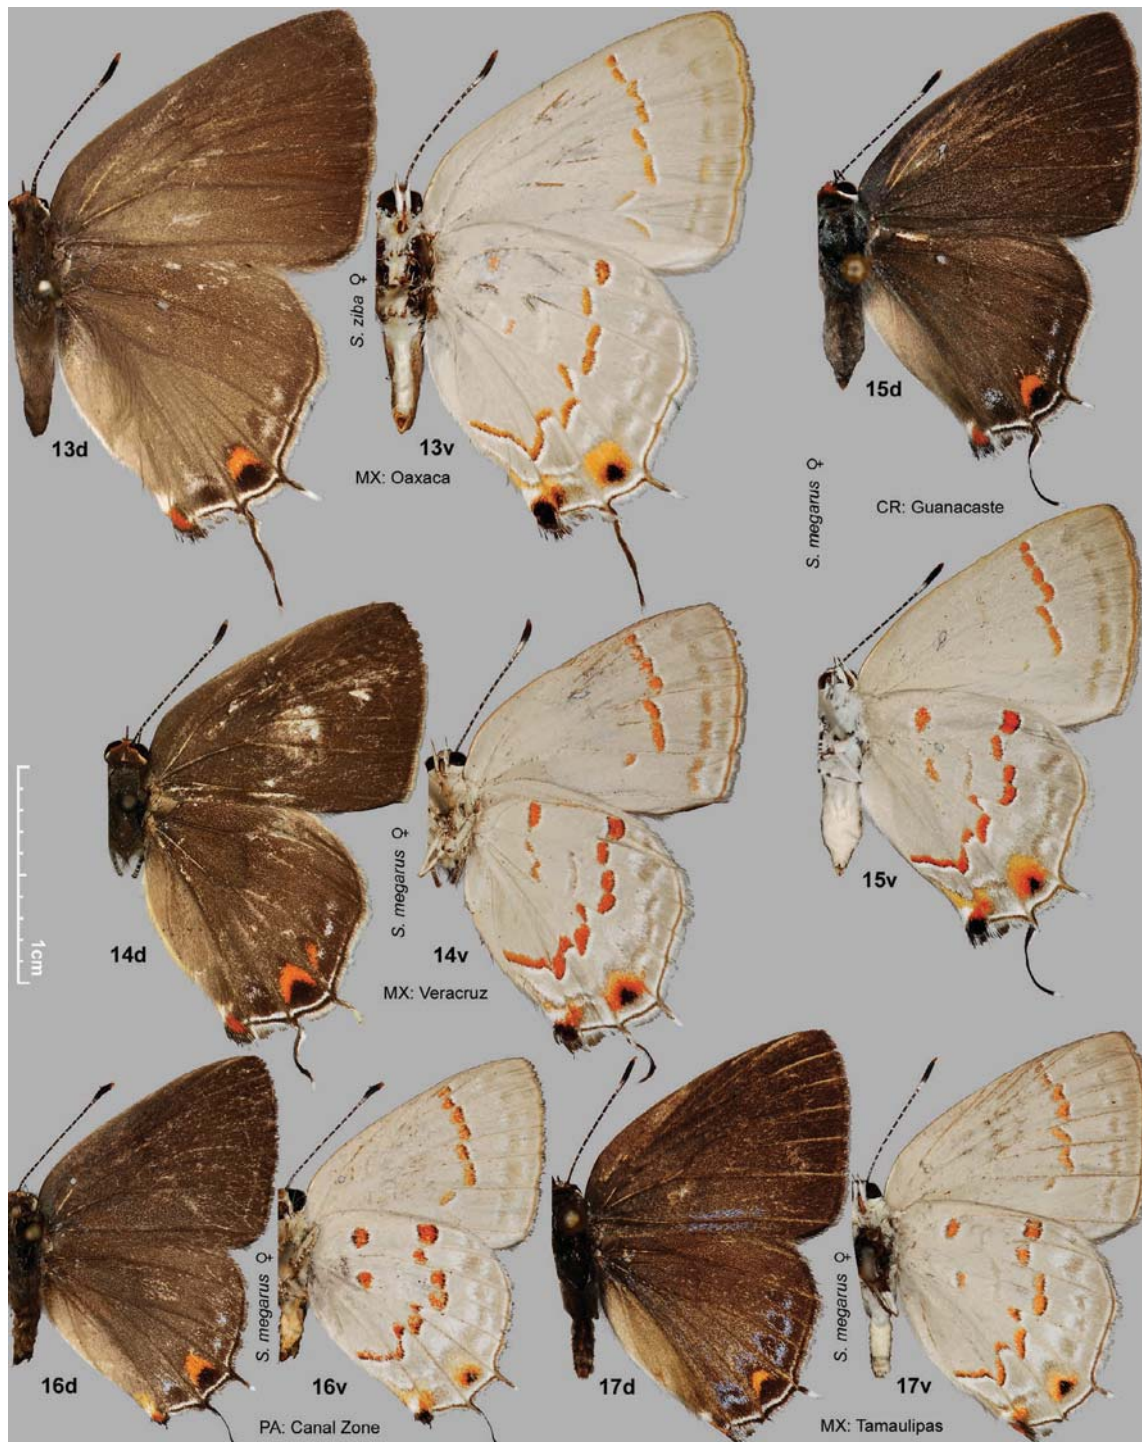 S. ziba ♀
13d
13v
MX: Oaxaca
15d
S. megarus ♀
CR: Guanacaste
15v
1cm
14d
S. megarus ♀
14v
MX: Veracruz
16d
S. megarus ♀
16v
PA: Canal Zone
17d
S. megarus ♀
17v
MX: Tamaulipas